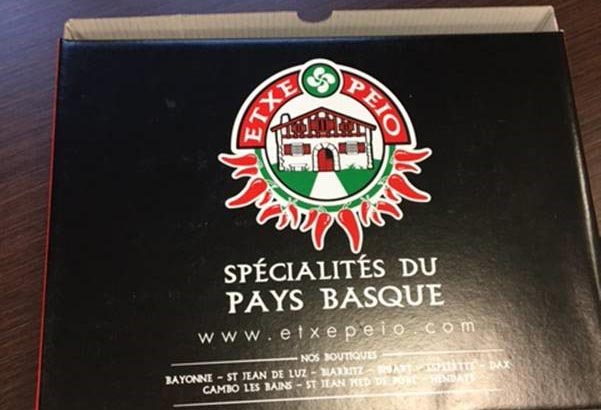 ETXE PEIO
SPÉCIALITÉS DU
PAYS BASQUE
www.etxepeio.com
NOS BOUTIQUES
BAYONNE - ST JEAN DE LUZ - BIARRITZ - BIDART - ESPELETTE - DAX
CAMBO LES BAINS - ST JEAN PIED DE PORT - HENDAYE